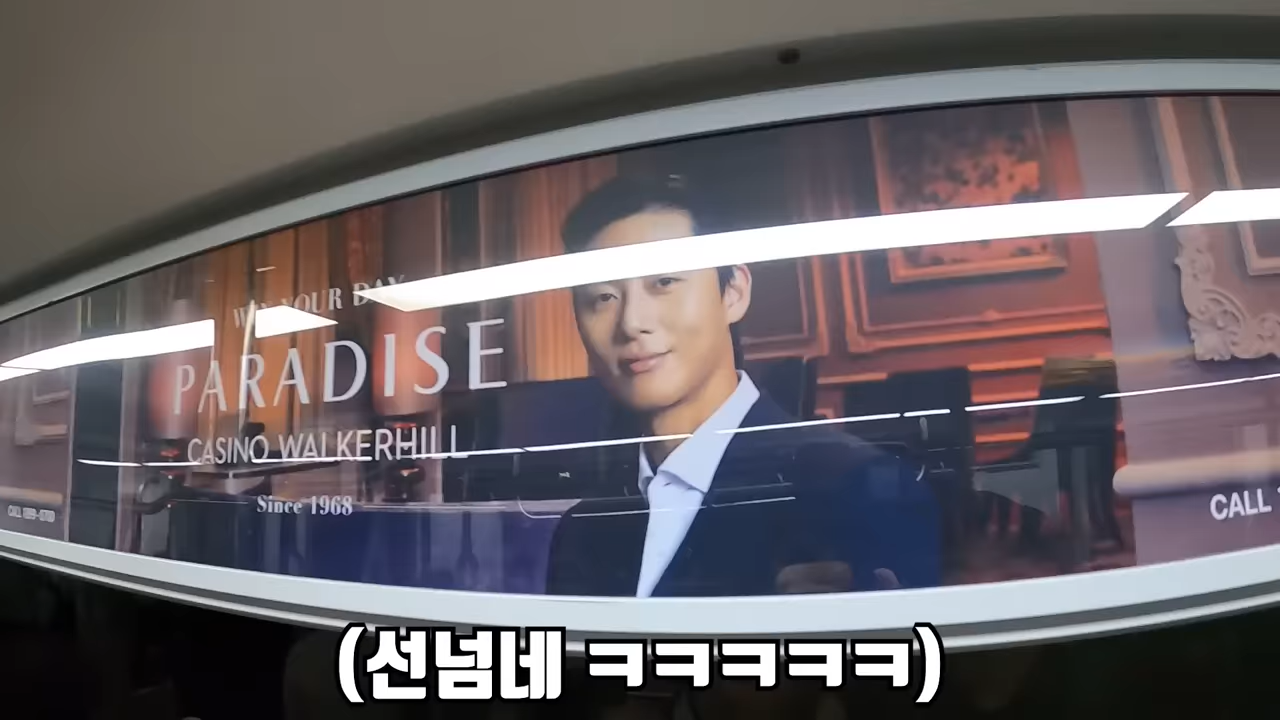 WIN YOUR DAY
PARADISE
CASINO WALKERHILL
Since 1968
CALL
(선넘네 ㅋㅋㅋㅋㅋ)